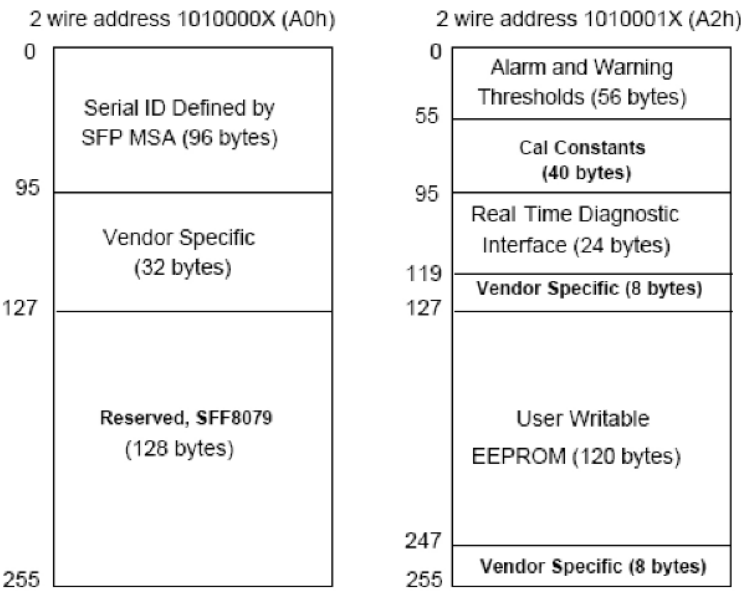 2 wire address 1010000X (A0h)
0
Serial ID Defined by
SFP MSA (96 bytes)
95
Vendor Specific
(32 bytes)
127
Reserved, SFF8079
(128 bytes)
255
2 wire address 1010001X (A2h)
0
Alarm and Warning
Thresholds (56 bytes)
55
Cal Constants
(40 bytes)
95
Real Time Diagnostic
Interface (24 bytes)
119
Vendor Specific (8 bytes)
127
User Writable
EEPROM (120 bytes)
247
Vendor Specific (8 bytes)
255